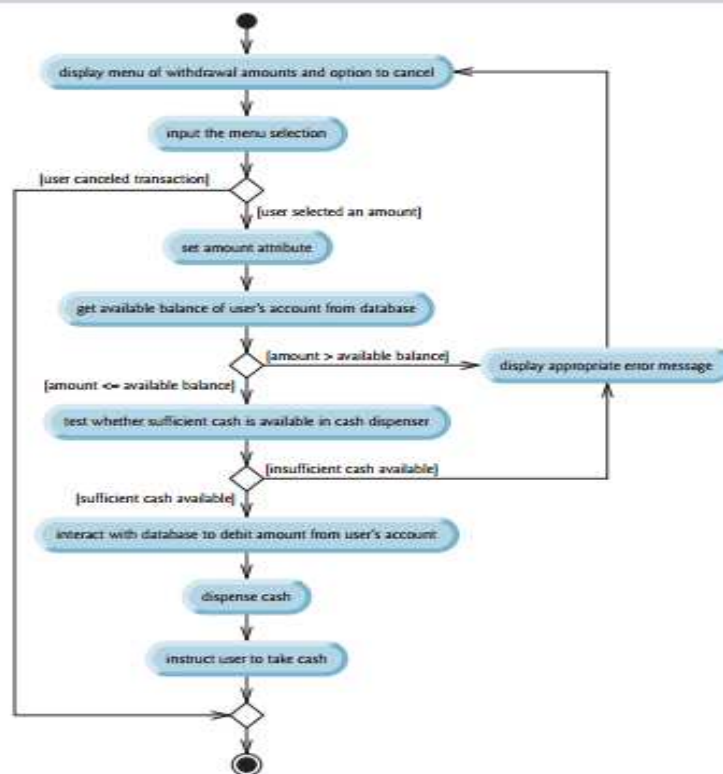 display menu of withdrawal amounts and option to cancel
input the menu selection
[user canceled transaction]
[user selected an amount]
set amount attribute
get available balance of user's account from database
[amount > available balance]
display appropriate error message
[amount <= available balance]
test whether sufficient cash is available in cash dispenser
[insufficient cash available]
[sufficient cash available]
interact with database to debit amount from user's account
dispense cash
instruct user to take cash